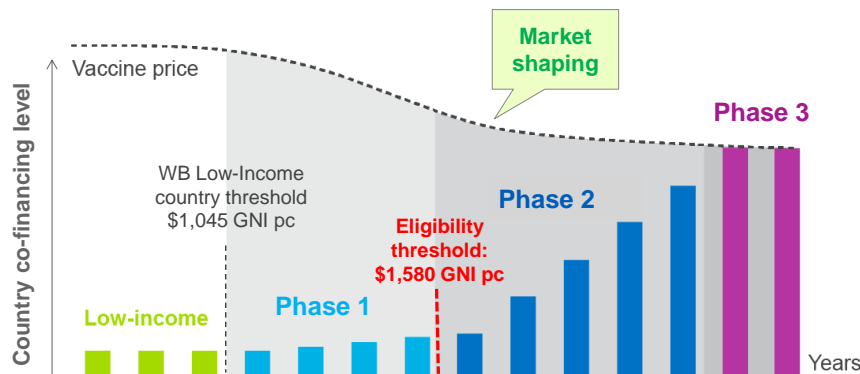 Market
shaping
Vaccine price
Phase 3
Country co-financing level
WB Low-Income
country threshold
$1,045 GNI pc
Phase 2
Eligibility
threshold:
$1,580 GNI pc
Low-income
Phase 1
Years